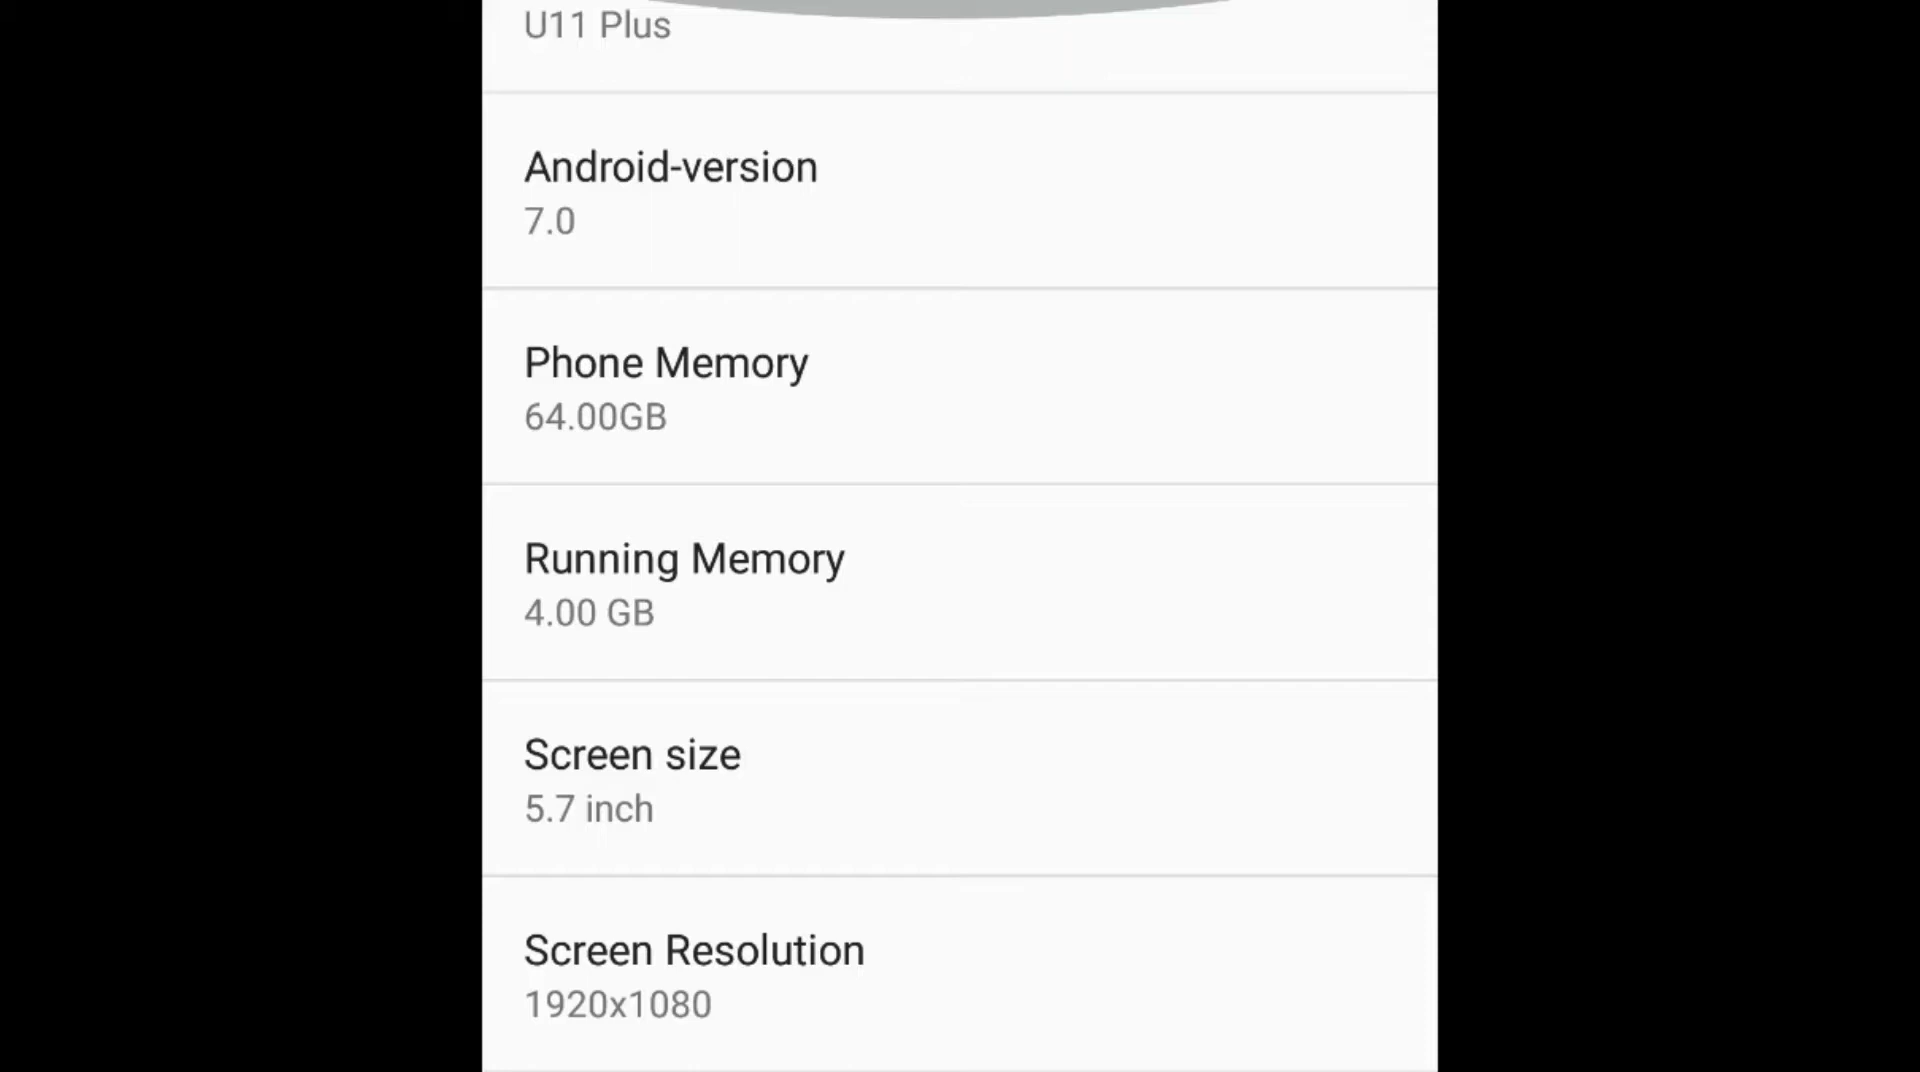 U11 Plus
Android-version
7.0
Phone Memory
64.00GB
Running Memory
4.00 GB
Screen size
5.7 inch
Screen Resolution
1920x1080